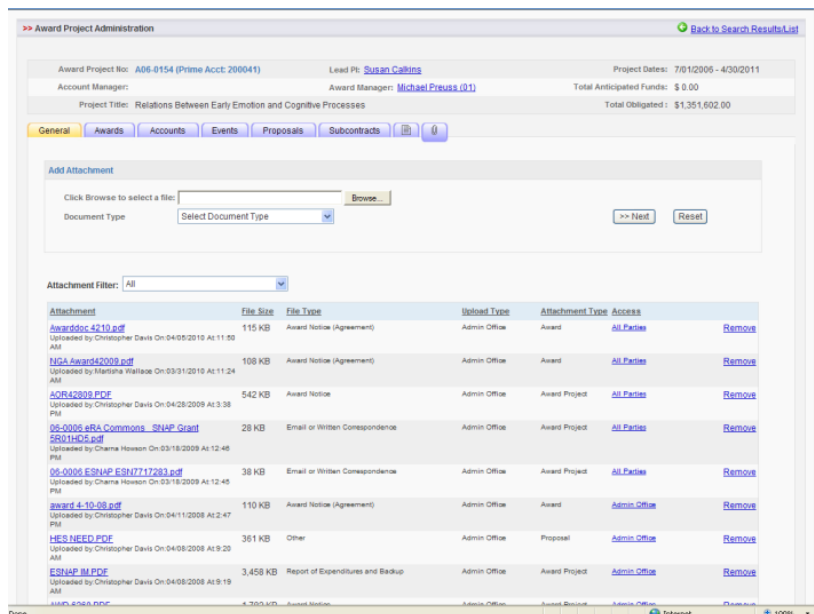 >> Award Project Administration
Back to Search Results/List
Award Project No: A06-0154 (Prime Acct: 200041) Lead PI: Susan Calkins Project Dates: 7/01/2006 - 4/30/2011
Account Manager: Award Manager: Michael Preuss (01) Total Anticipated Funds: $ 0.00
Project Title: Relations Between Early Emotion and Cognitive Processes Total Obligated : $1,351,602.00
General Awards Accounts Events Proposals Subcontracts
Add Attachment
Click Browse to select a file: Browse...
Document Type Select Document Type >> Next Reset
Attachment Filter: All
Attachment File Size File Type Upload Type Attachment Type Access
Awarddoc 4210.pdf 115 KB Award Notice (Agreement) Admin Office Award All Parties Remove
Uploaded by:Christopher Davis On:04/05/2010 At:11:50
AM
NGA Award42009.pdf 108 KB Award Notice (Agreement) Admin Office Award All Parties Remove
Uploaded by:Martisha Wallace On:03/31/2010 At:11:24
AM
AOR42809.PDF 542 KB Award Notice Admin Office Award Project All Parties Remove
Uploaded by:Christopher Davis On:04/28/2009 At:3:38
PM
06-0006 eRA Commons SNAP Grant 28 KB Email or Written Correspondence Admin Office Award Project All Parties Remove
5R01HD5.pdf
Uploaded by:Charna Howson On:03/18/2009 At:12:46
PM
06-0006 ESNAP ESN7717283.pdf 38 KB Email or Written Correspondence Admin Office Award Project All Parties Remove
Uploaded by:Charna Howson On:03/18/2009 At:12:45
PM
award 4-10-08.pdf 110 KB Award Notice (Agreement) Admin Office Award Admin Office Remove
Uploaded by:Christopher Davis On:04/11/2008 At:2:47
PM
HES NEED.PDF 361 KB Other Admin Office Proposal Admin Office Remove
Uploaded by:Christopher Davis On:04/08/2008 At:9:20
AM
ESNAP IM.PDF 3,458 KB Report of Expenditures and Backup Admin Office Award Project Admin Office Remove
Uploaded by:Christopher Davis On:04/08/2008 At:9:19
AM
Award Notice Admin Office Award Project Admin Office Remove
Done Internet 100%